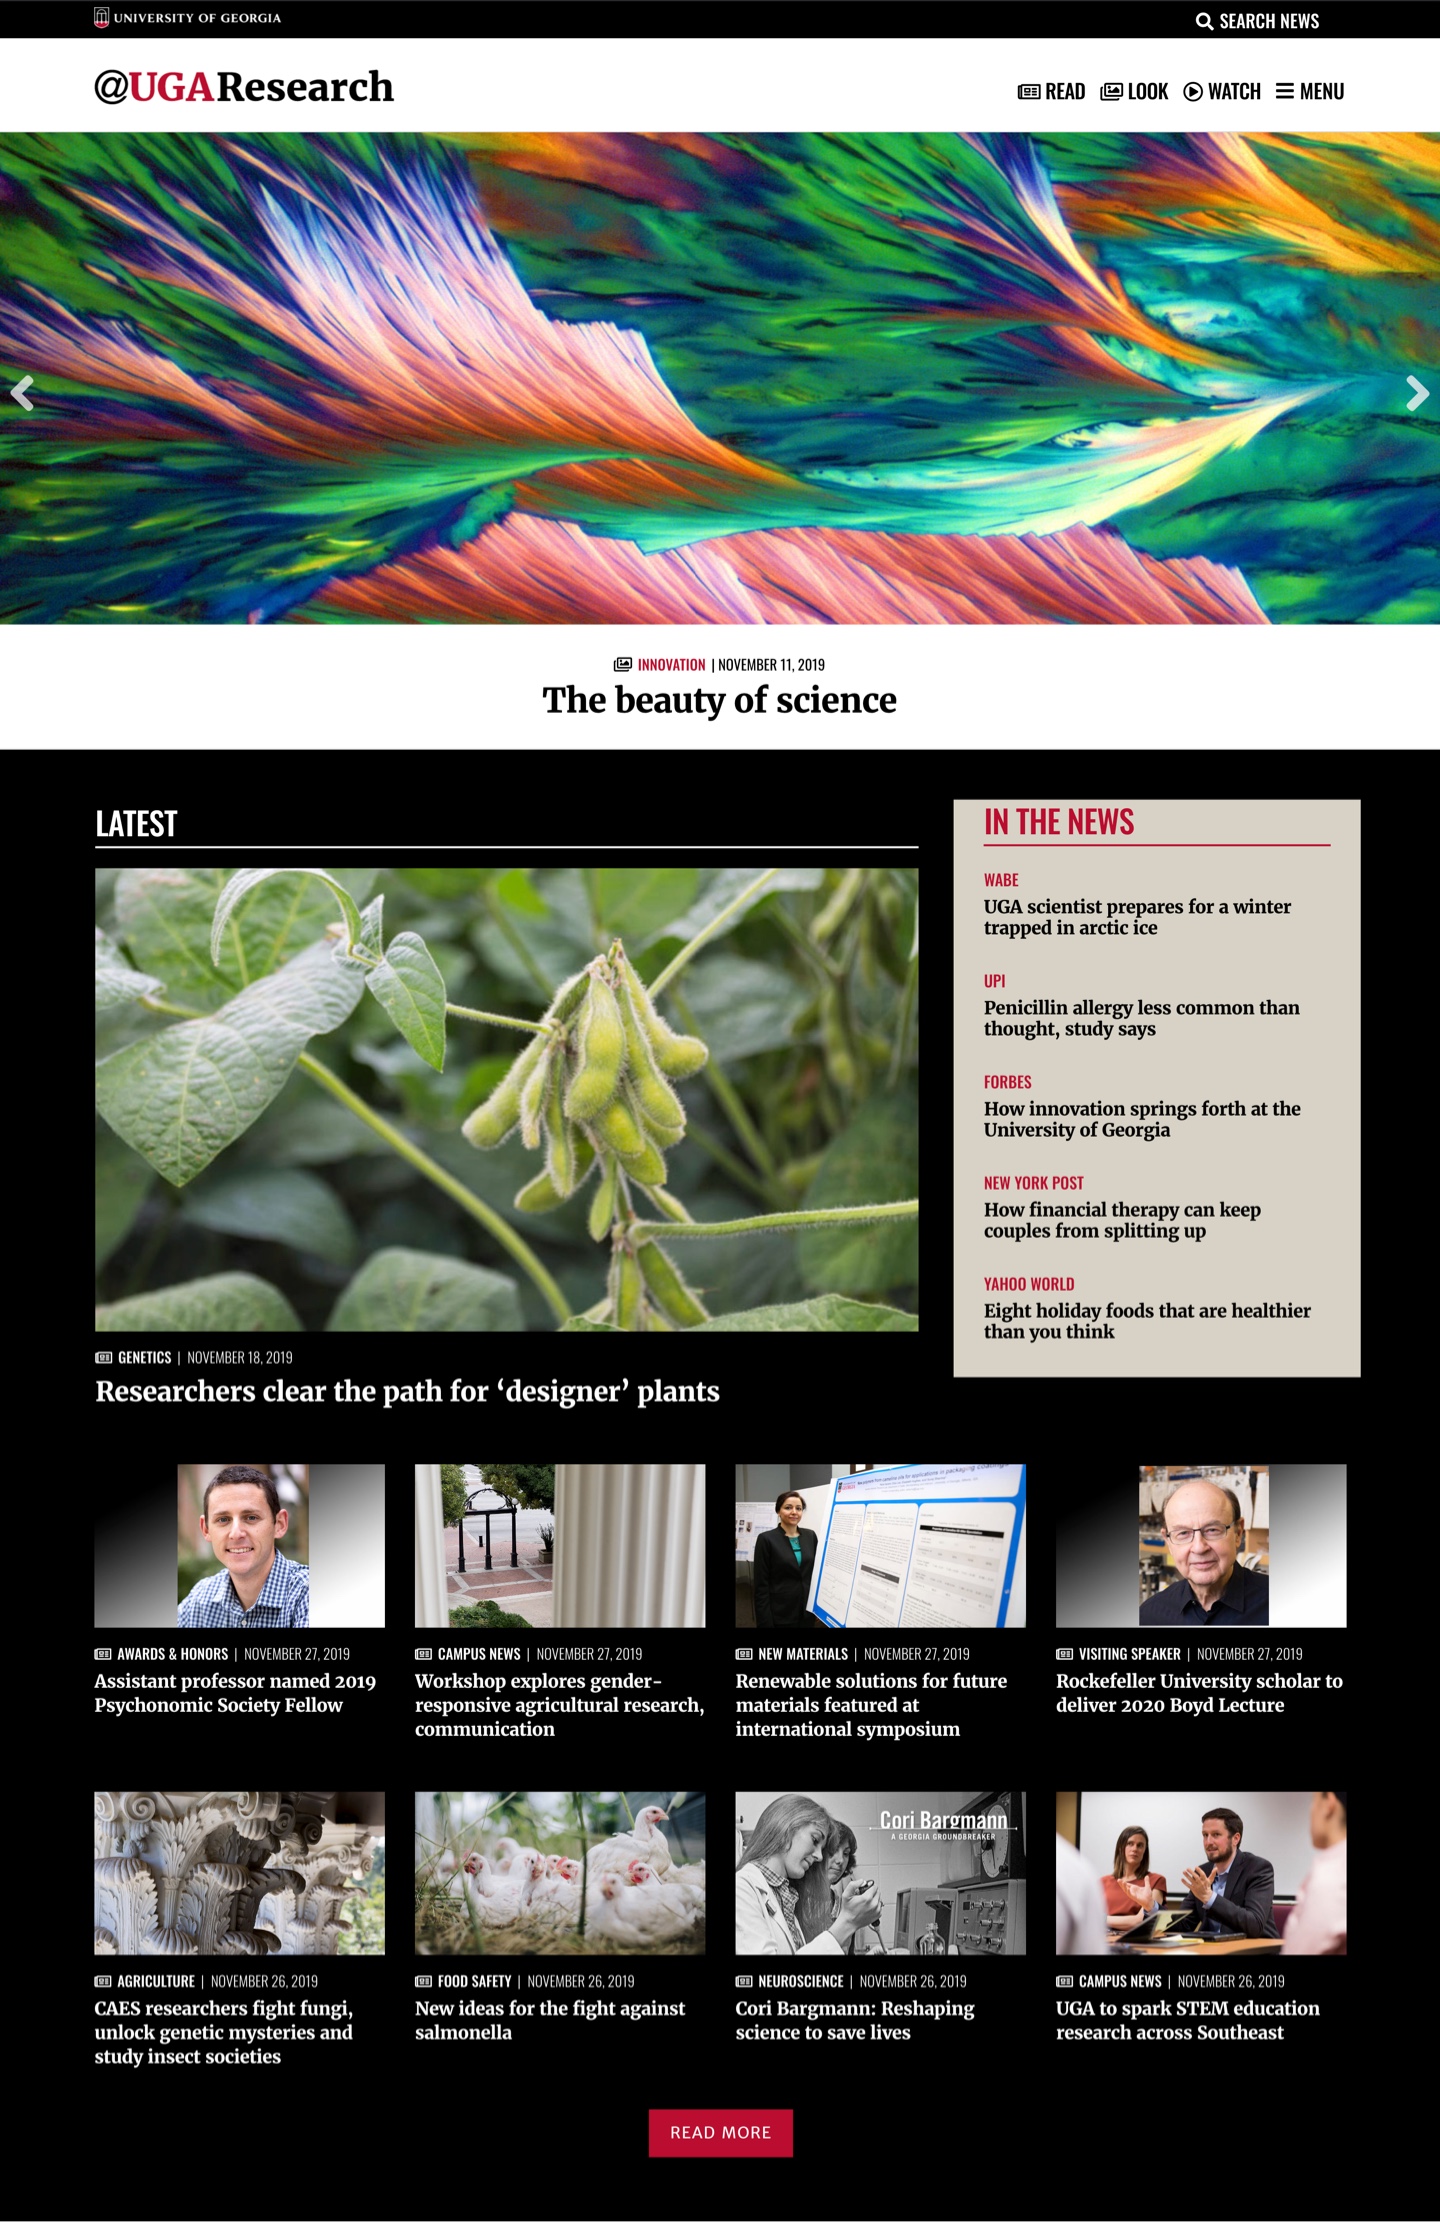 UNIVERSITY OF GEORGIA
SEARCH NEWS
@UGAResearch
READ LOOK WATCH MENU
INNOVATION | NOVEMBER 11, 2019
The beauty of science
LATEST
GENETICS | NOVEMBER 18, 2019
Researchers clear the path for ‘designer’ plants
IN THE NEWS
WABE
UGA scientist prepares for a winter
trapped in arctic ice
UPI
Penicillin allergy less common than
thought, study says
FORBES
How innovation springs forth at the
University of Georgia
NEW YORK POST
How financial therapy can keep
couples from splitting up
YAHOO WORLD
Eight holiday foods that are healthier
than you think
AWARDS & HONORS | NOVEMBER 27, 2019
Assistant professor named 2019
Psychonomic Society Fellow
CAMPUS NEWS | NOVEMBER 27, 2019
Workshop explores gender-
responsive agricultural research,
communication
NEW MATERIALS | NOVEMBER 27, 2019
Renewable solutions for future
materials featured at
international symposium
VISITING SPEAKER | NOVEMBER 27, 2019
Rockefeller University scholar to
deliver 2020 Boyd Lecture
AGRICULTURE | NOVEMBER 26, 2019
CAES researchers fight fungi,
unlock genetic mysteries and
study insect societies
FOOD SAFETY | NOVEMBER 26, 2019
New ideas for the fight against
salmonella
Cori Bargmann
A GEORGIA GROUNDBREAKER
NEUROSCIENCE | NOVEMBER 26, 2019
Cori Bargmann: Reshaping
science to save lives
CAMPUS NEWS | NOVEMBER 26, 2019
UGA to spark STEM education
research across Southeast
READ MORE